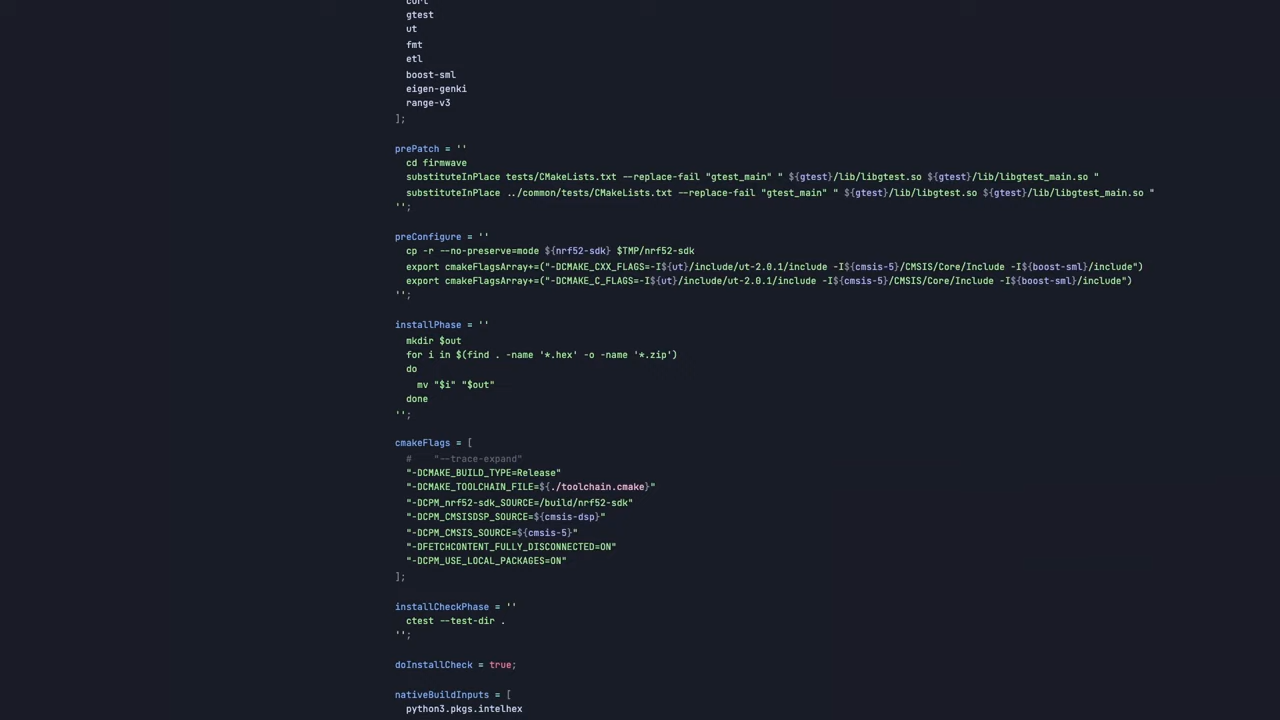 curl
gtest
ut
fmt
etl
boost-sml
eigen-genki
range-v3
];
prePatch = ''
cd firmwave
substituteInPlace tests/CMakeLists.txt --replace-fail "gtest_main" " ${gtest}/lib/libgtest.so ${gtest}/lib/libgtest_main.so "
substituteInPlace ../common/tests/CMakeLists.txt --replace-fail "gtest_main" " ${gtest}/lib/libgtest.so ${gtest}/lib/libgtest_main.so "
'';
preConfigure = ''
cp -r --no-preserve=mode ${nrf52-sdk} $TMP/nrf52-sdk
export cmakeFlagsArray+=("-DCMAKE_CXX_FLAGS=-I${ut}/include/ut-2.0.1/include -I${cmsis-5}/CMSIS/Core/Include -I${boost-sml}/include")
export cmakeFlagsArray+=("-DCMAKE_C_FLAGS=-I${ut}/include/ut-2.0.1/include -I${cmsis-5}/CMSIS/Core/Include -I${boost-sml}/include")
'';
installPhase = ''
mkdir $out
for i in $(find . -name '*.hex' -o -name '*.zip')
do
mv "$i" "$out"
done
'';
cmakeFlags = [
# "--trace-expand"
"-DCMAKE_BUILD_TYPE=Release"
"-DCMAKE_TOOLCHAIN_FILE=${./toolchain.cmake}"
"-DCPM_nrf52-sdk_SOURCE=/build/nrf52-sdk"
"-DCPM_CMSISDSP_SOURCE=${cmsis-dsp}"
"-DCPM_CMSIS_SOURCE=${cmsis-5}"
"-DFETCHCONTENT_FULLY_DISCONNECTED=ON"
"-DCPM_USE_LOCAL_PACKAGES=ON"
];
installCheckPhase = ''
ctest --test-dir .
'';
doInstallCheck = true;
nativeBuildInputs = [
python3.pkgs.intelhex